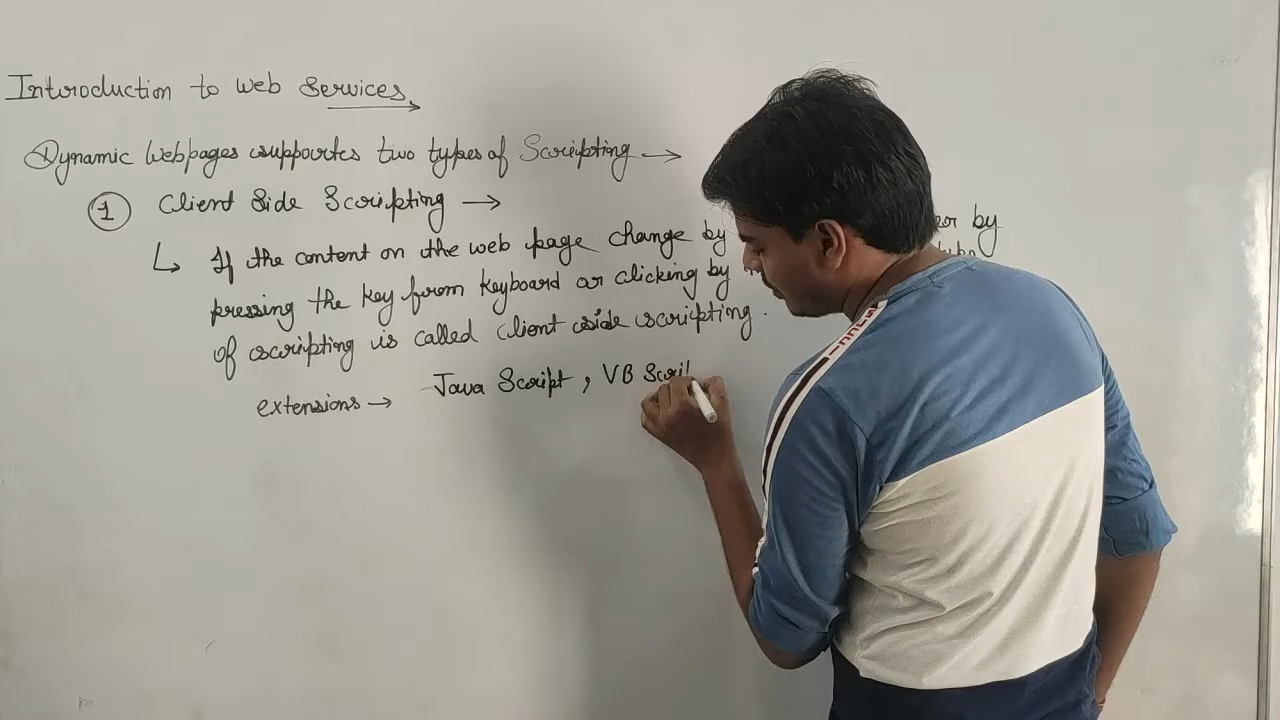 Introduction to Web Services
Dynamic Webpages supportes two types of Scripting →
① Client Side Scripting →
↳ If the content on the web page change by by
pressing the key from keyboard or clicking by
of scripting is called client side scripting.
extensions → Java Script, VB Scri